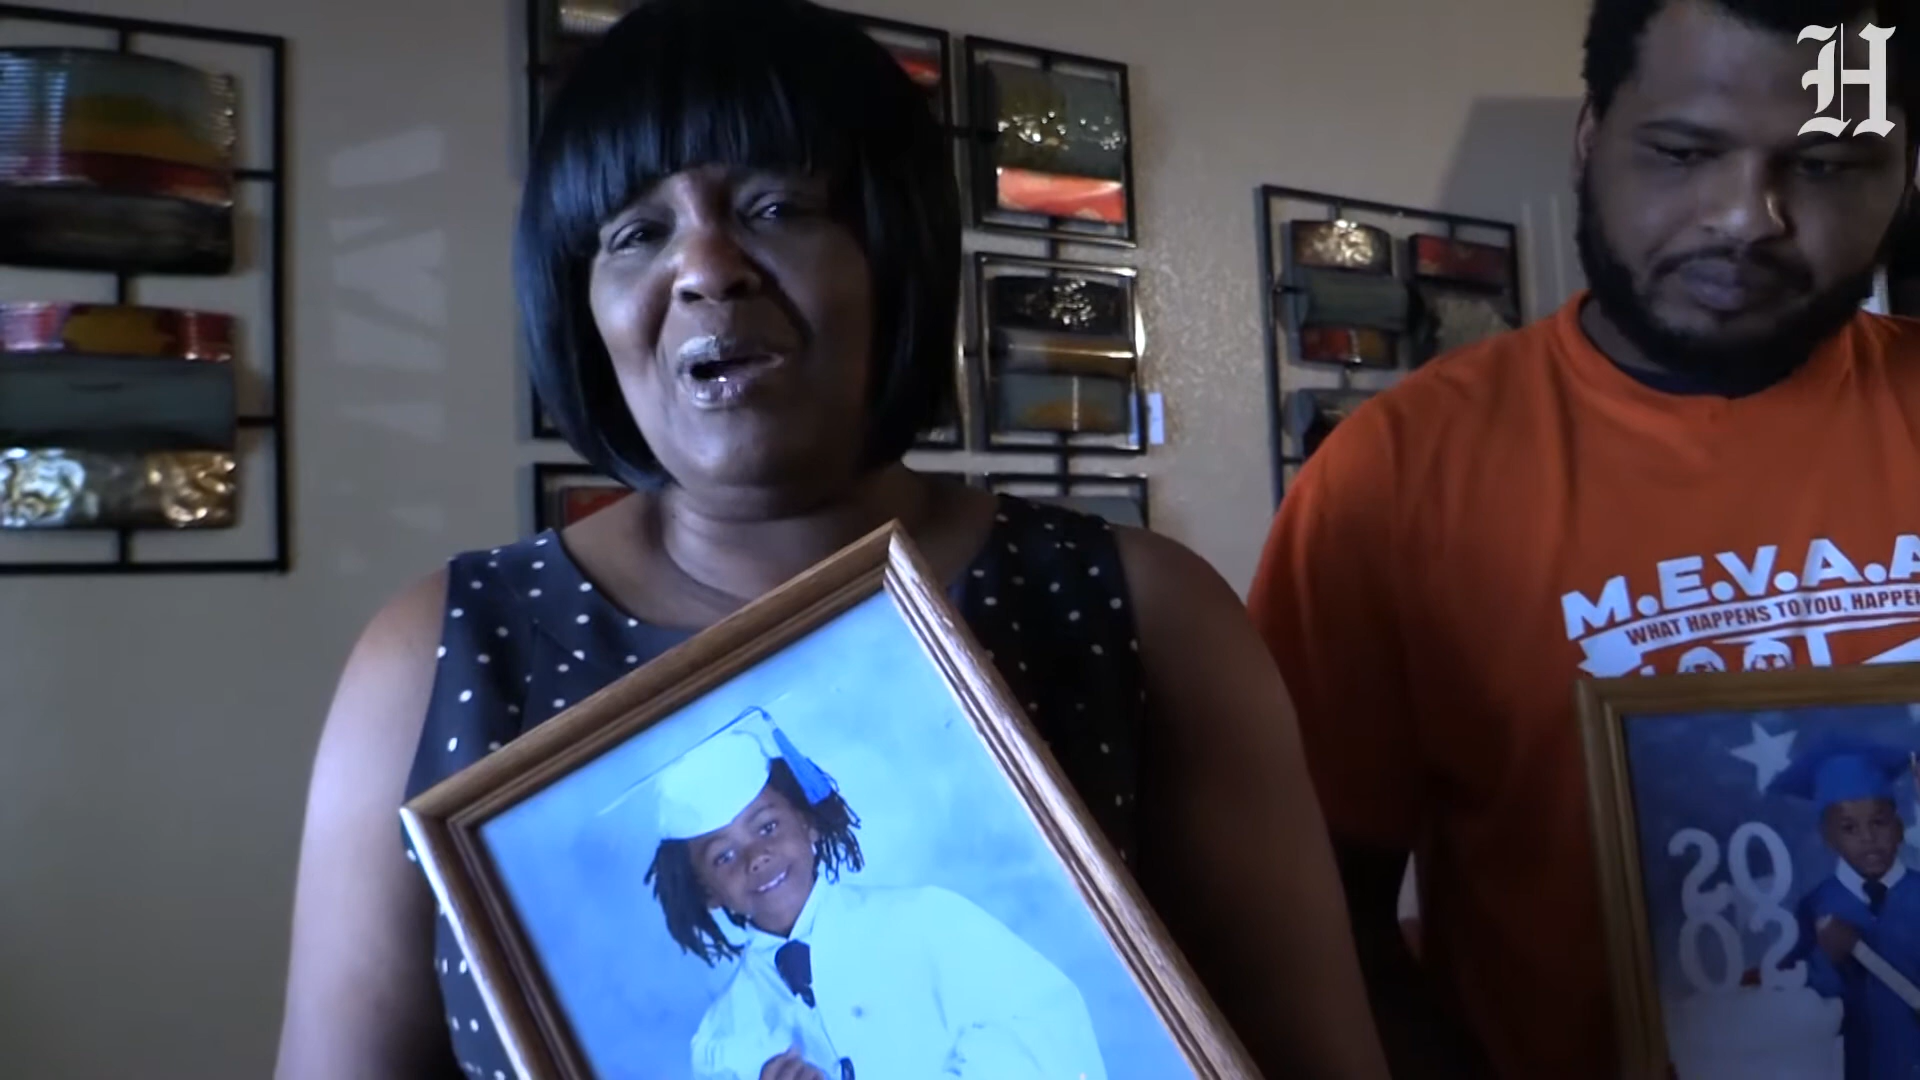 H
M.E.V.A.A
WHAT HAPPENS TO YOU, HAPPEN
20
02